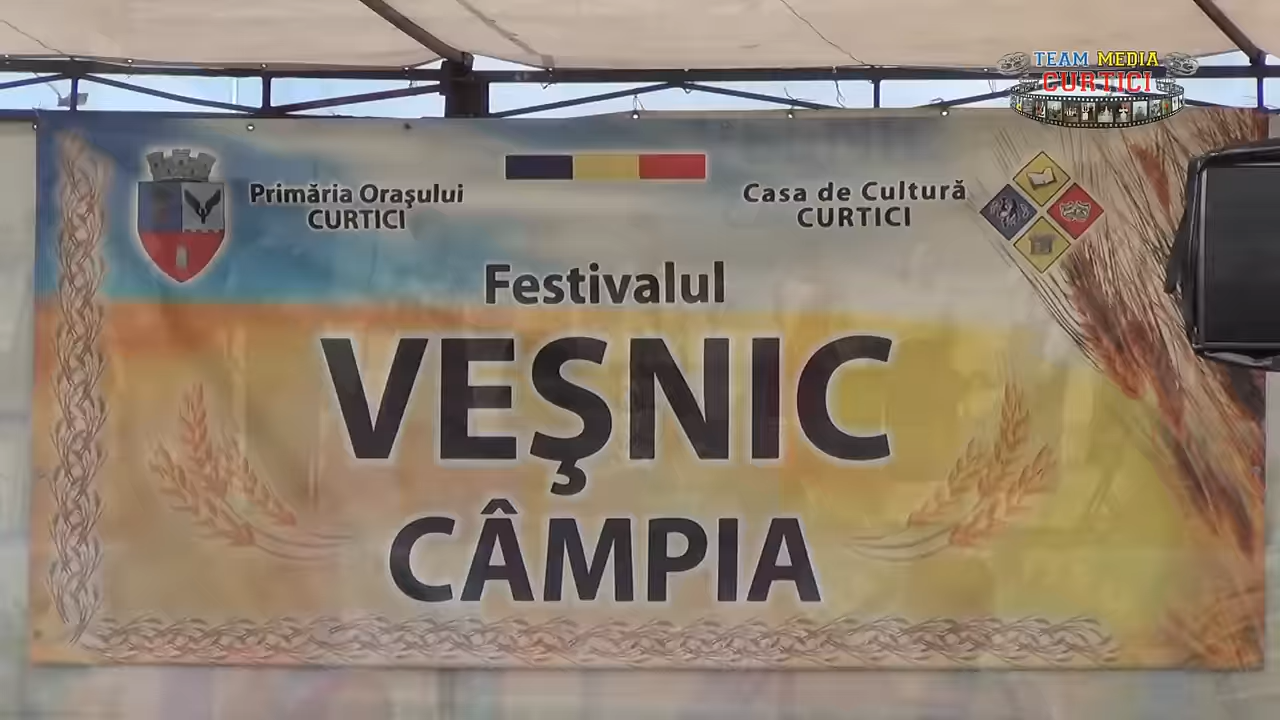 TEAM MEDIA
CURTICI
Primăria Oraşului
CURTICI
Casa de Cultură
CURTICI
Festivalul
VEŞNIC
CÂMPIA